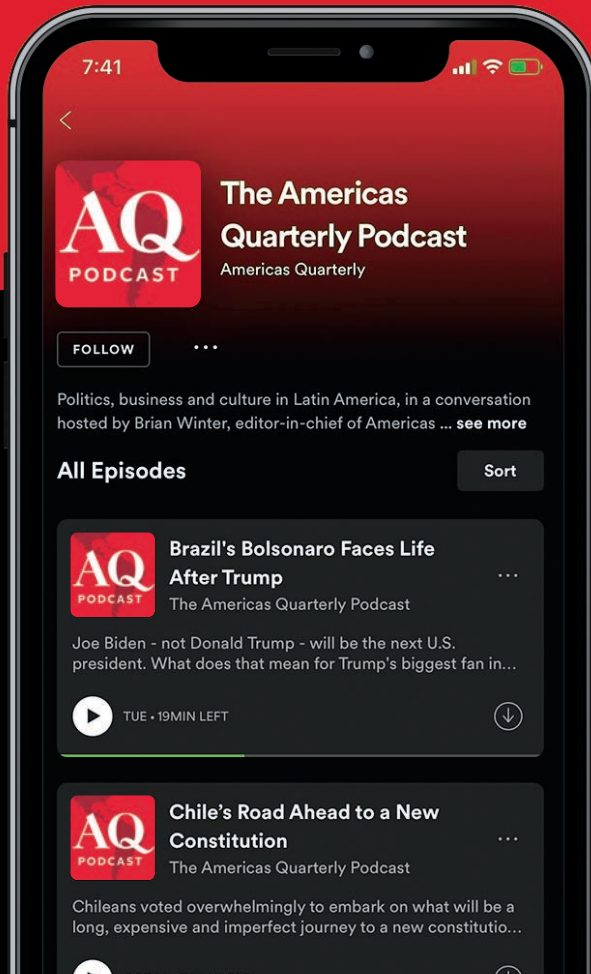 7:41
AQ
PODCAST
The Americas
Quarterly Podcast
Americas Quarterly
FOLLOW
Politics, business and culture in Latin America, in a conversation
hosted by Brian Winter, editor-in-chief of Americas ... see more
All Episodes
Sort
AQ
PODCAST
Brazil's Bolsonaro Faces Life
After Trump
The Americas Quarterly Podcast
Joe Biden - not Donald Trump - will be the next U.S.
president. What does that mean for Trump's biggest fan in...
TUE • 19MIN LEFT
AQ
PODCAST
Chile’s Road Ahead to a New
Constitution
The Americas Quarterly Podcast
Chileans voted overwhelmingly to embark on what will be a
long, expensive and imperfect journey to a new constitutio...